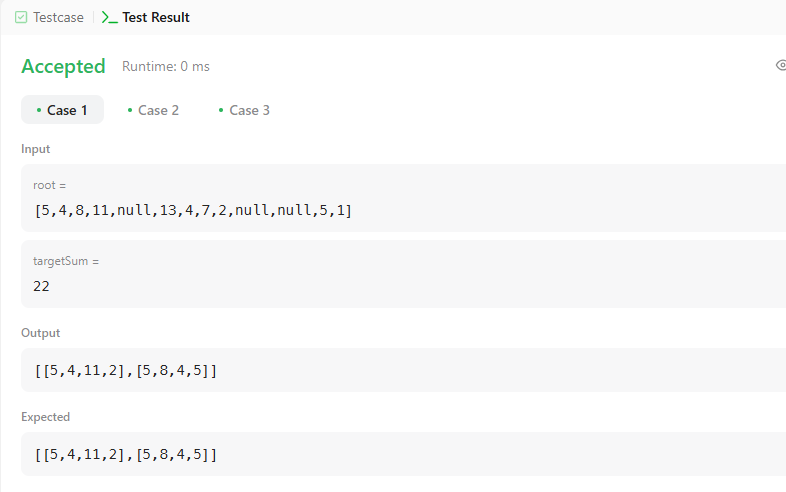 Testcase
Test Result
Accepted Runtime: 0 ms
Case 1 Case 2 Case 3
Input
root =
[5,4,8,11,null,13,4,7,2,null,null,5,1]
targetSum =
22
Output
[[5,4,11,2],[5,8,4,5]]
Expected
[[5,4,11,2],[5,8,4,5]]